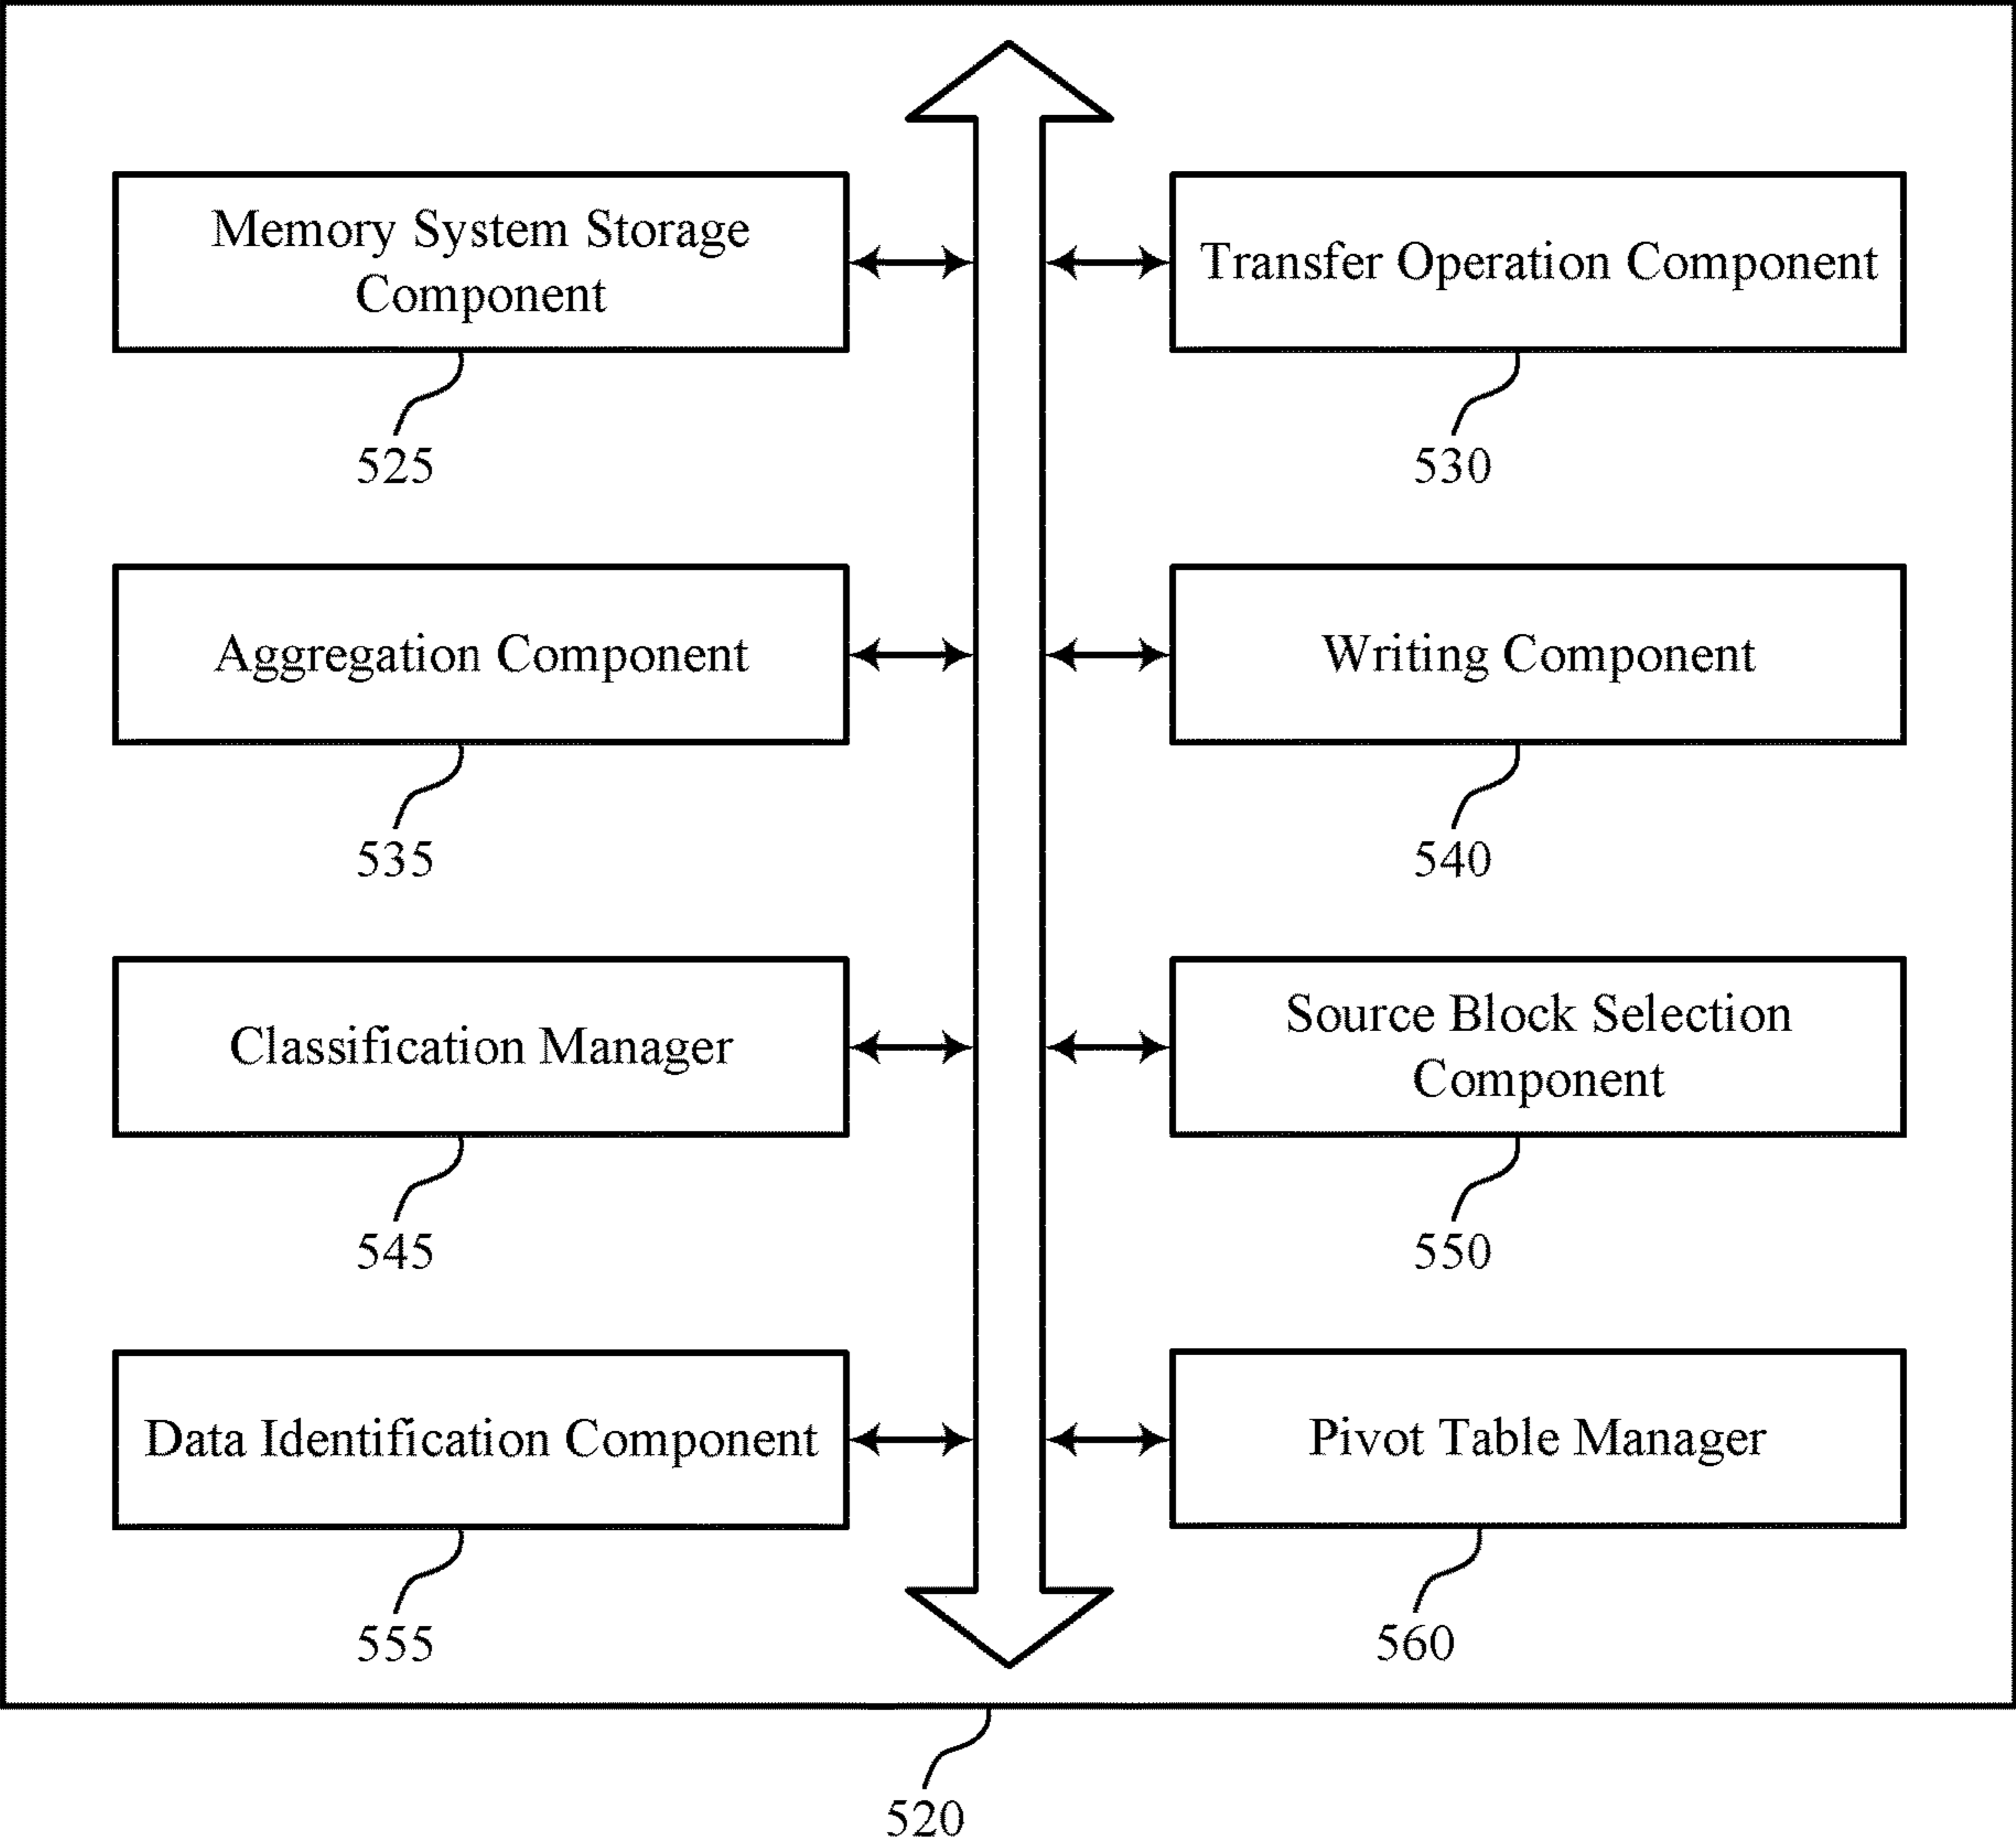 Memory System Storage
Component
525
Transfer Operation Component
530
Aggregation Component
535
Writing Component
540
Classification Manager
545
Source Block Selection
Component
550
Data Identification Component
555
Pivot Table Manager
560
520